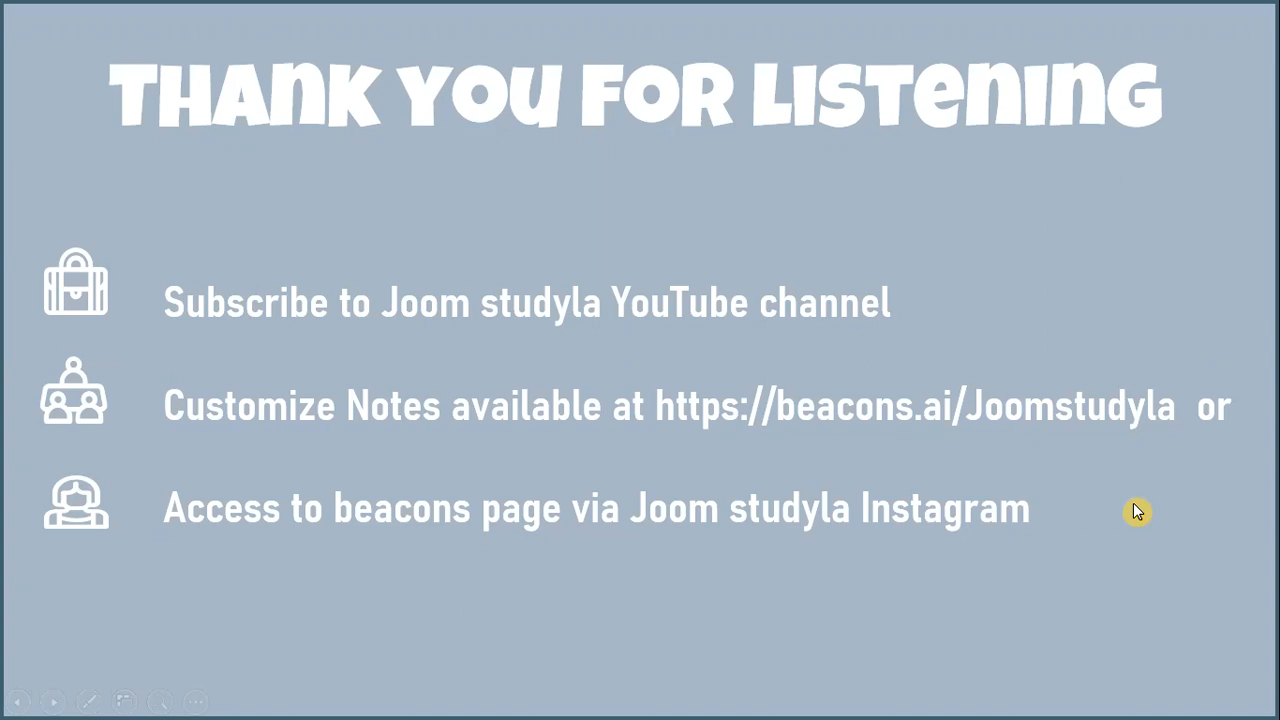 THANK YOU FOR LISTENING
Subscribe to Joom studyla YouTube channel
Customize Notes available at https://beacons.ai/Joomstudyla or
Access to beacons page via Joom studyla Instagram